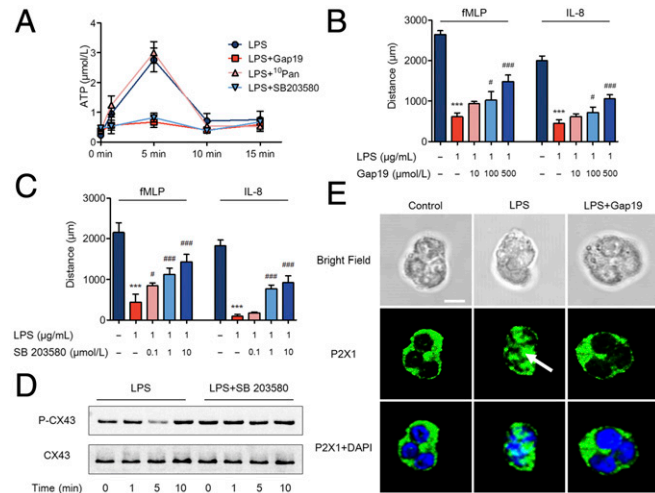 A
ATP (μmol/L)
4
3
2
1
0
0 min
5 min
10 min
15 min
LPS
LPS+Gap19
LPS+¹⁰Pan
LPS+SB203580
B
fMLP
IL-8
Distance (μm)
3000
2000
1000
0
*** # ### *** # ###
LPS (μg/mL) – 1 1 1 1 – 1 1 1 1
Gap19 (μmol/L) – – 10 100 500 – – 10 100 500
C
fMLP
IL-8
Distance (μm)
3000
2000
1000
0
*** # ### ### *** ### ###
LPS (μg/mL) – 1 1 1 1 – 1 1 1 1
SB 203580 (μmol/L) – – 0.1 1 10 – – 0.1 1 10
D
LPS LPS+SB 203580
P-CX43
CX43
Time (min) 0 1 5 10 0 1 5 10
E
Control LPS LPS+Gap19
Bright Field
P2X1
P2X1+DAPI